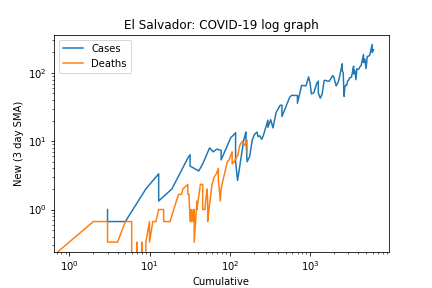 El Salvador: COVID-19 log graph
Cases
Deaths
New (3 day SMA)
10²
10¹
10⁰
10⁰ 10¹ 10² 10³
Cumulative